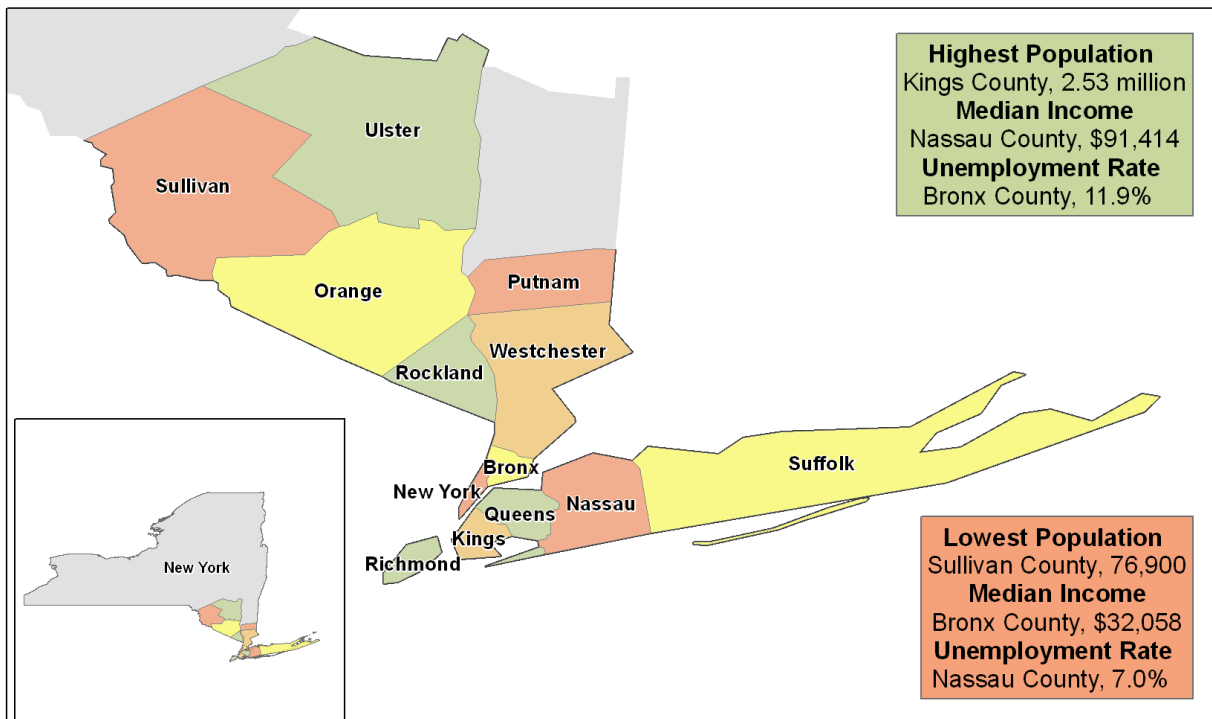 Highest Population
Kings County, 2.53 million
Median Income
Nassau County, $91,414
Unemployment Rate
Bronx County, 11.9%
Ulster
Sullivan
Orange
Putnam
Westchester
Rockland
Bronx
Suffolk
New York
Nassau
Queens
Kings
Richmond
New York
Lowest Population
Sullivan County, 76,900
Median Income
Bronx County, $32,058
Unemployment Rate
Nassau County, 7.0%